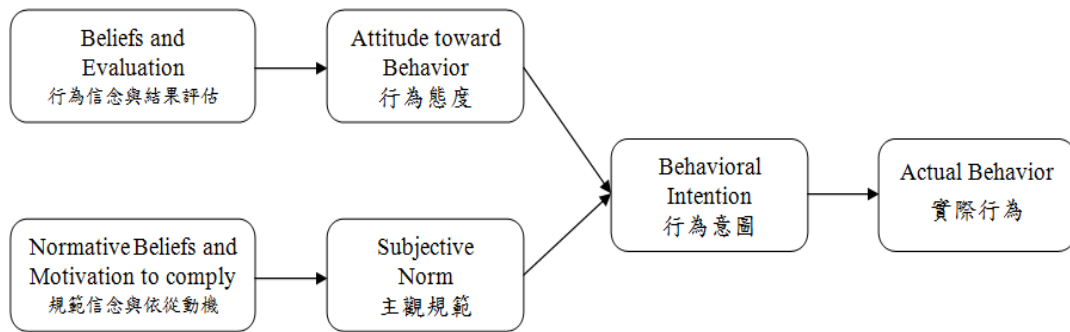 Beliefs and
Evaluation
行為信念與結果評估
Attitude toward
Behavior
行為態度
Normative Beliefs and
Motivation to comply
規範信念與依從動機
Subjective
Norm
主觀規範
Behavioral
Intention
行為意圖
Actual Behavior
實際行為